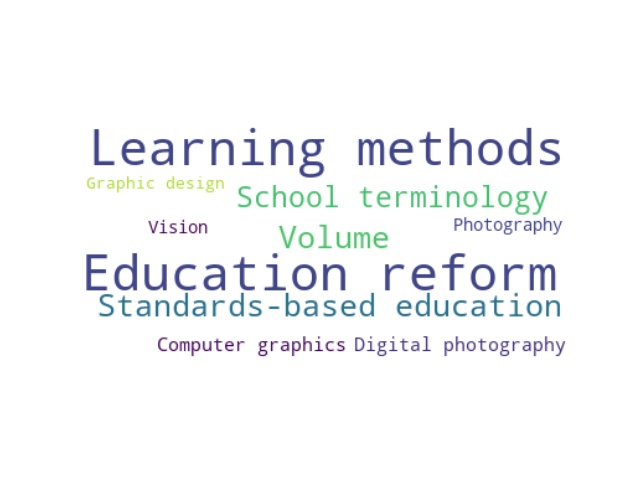 Learning methods
Graphic design
School terminology
Vision
Photography
Volume
Education reform
Standards-based education
Computer graphics
Digital photography